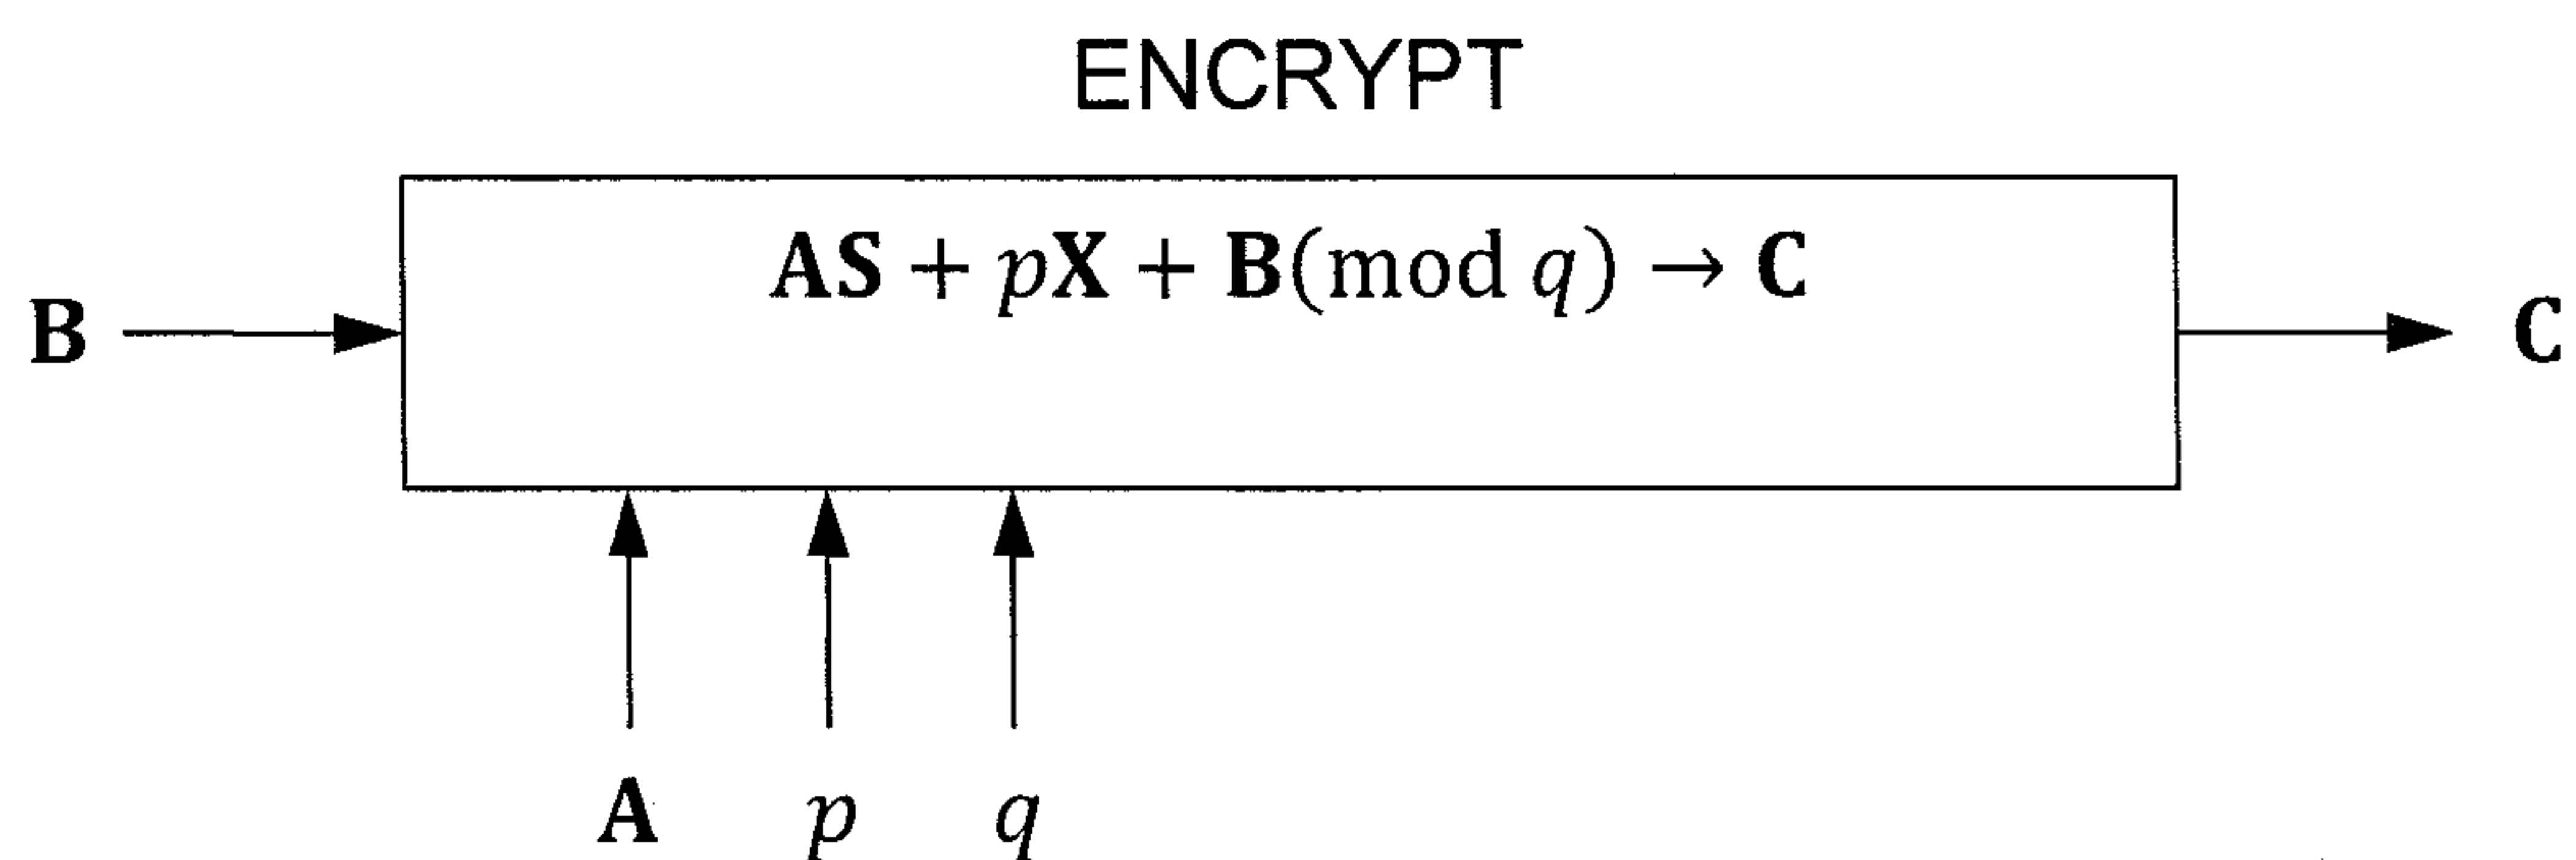 ENCRYPT
AS + pX + B(mod q) → C
B
C
A p q